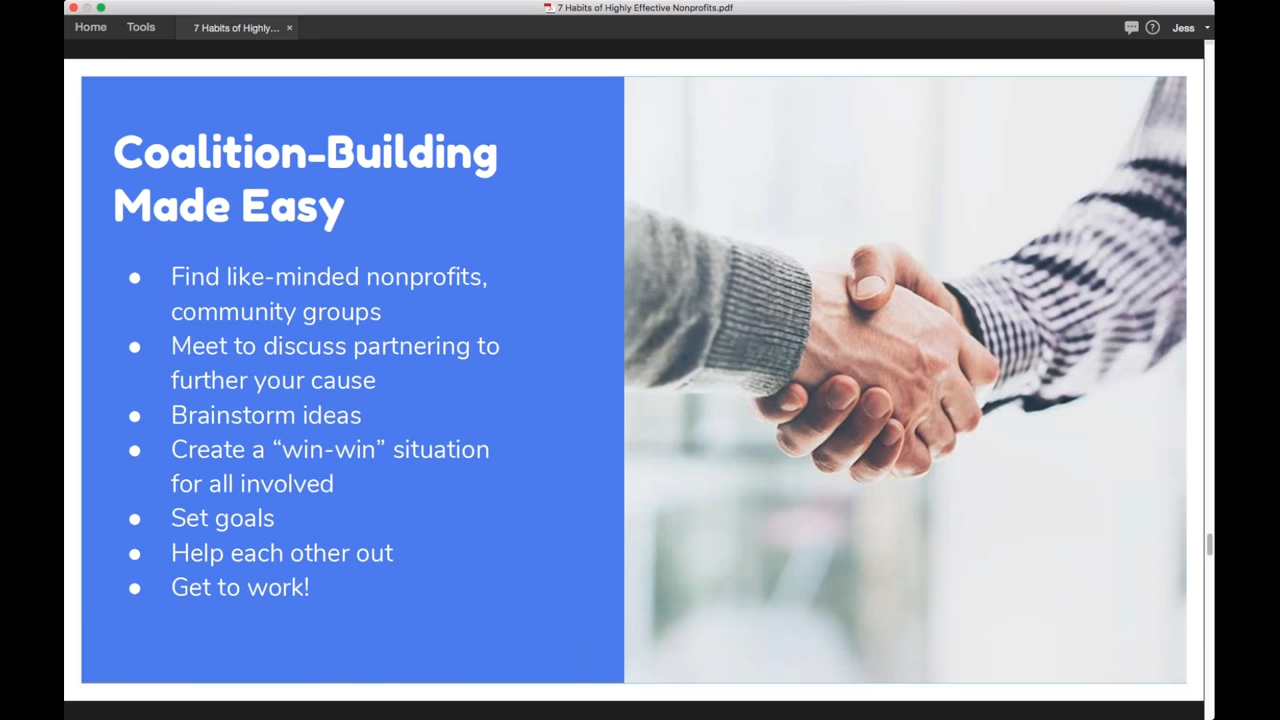 7 Habits of Highly Effective Nonprofits.pdf
Home Tools 7 Habits of Highly... × Jess
Coalition-Building
Made Easy
● Find like-minded nonprofits,
community groups
● Meet to discuss partnering to
further your cause
● Brainstorm ideas
● Create a “win-win” situation
for all involved
● Set goals
● Help each other out
● Get to work!